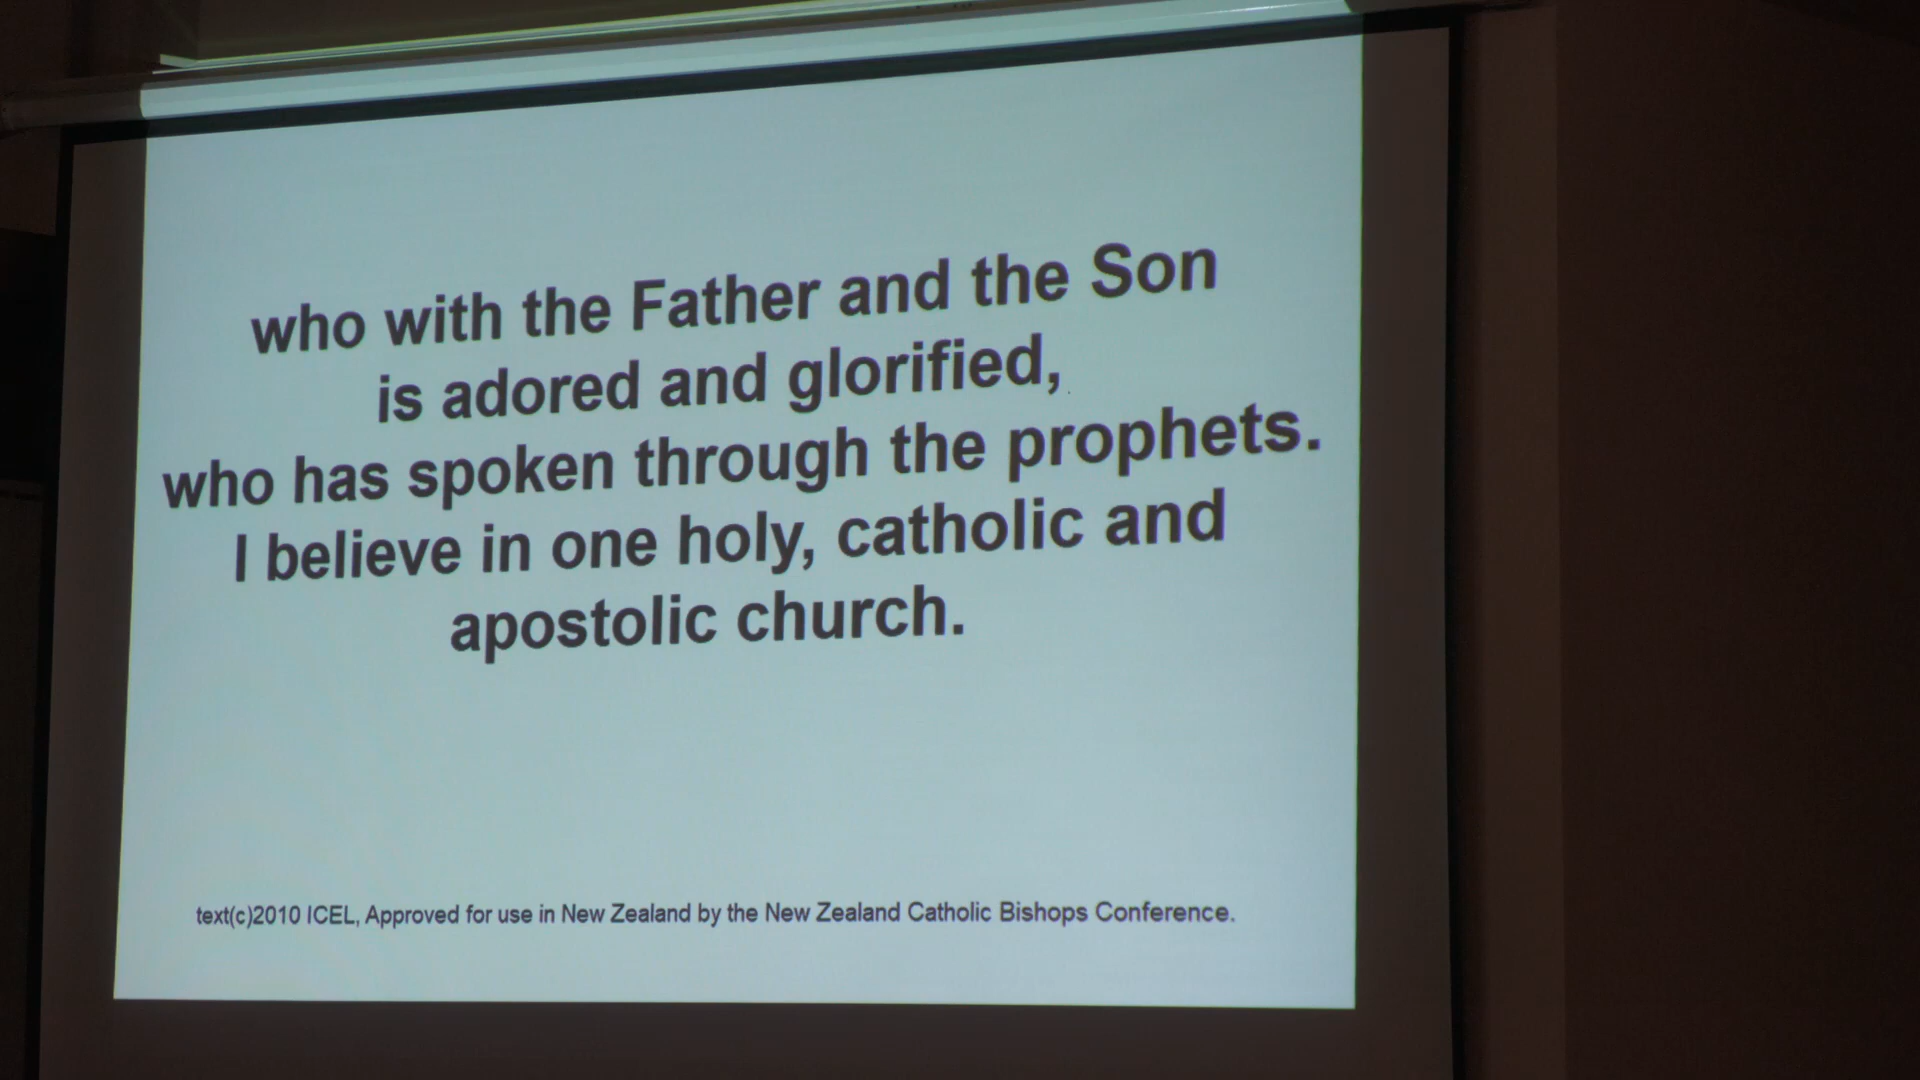 who with the Father and the Son
is adored and glorified,
who has spoken through the prophets.
I believe in one holy, catholic and
apostolic church.
text(c)2010 ICEL, Approved for use in New Zealand by the New Zealand Catholic Bishops Conference.